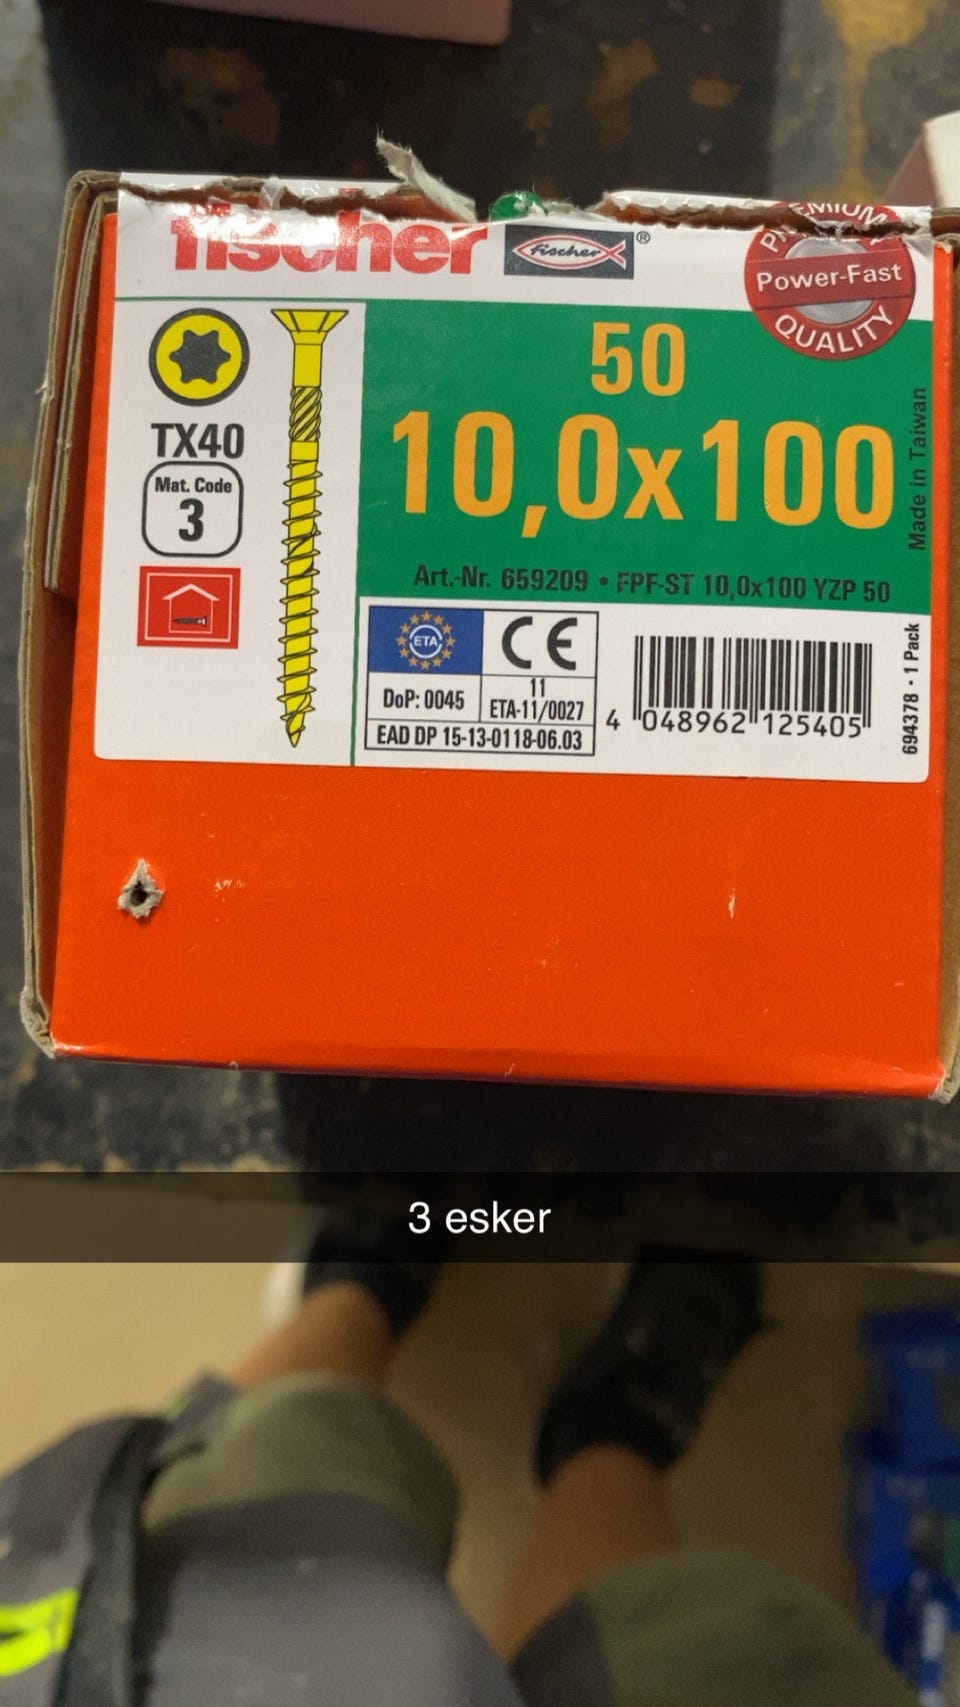 fischer
fischer ®
PREMIUM
Power-Fast
QUALITY
TX40
Mat. Code
3
50
10,0x100
Made in Taiwan
Art.-Nr. 659209 • FPF-ST 10,0x100 YZP 50
ETA
CE
DoP: 0045
11
ETA-11/0027
EAD DP 15-13-0118-06.03
4 048962 125405
694378 • 1 Pack
3 esker